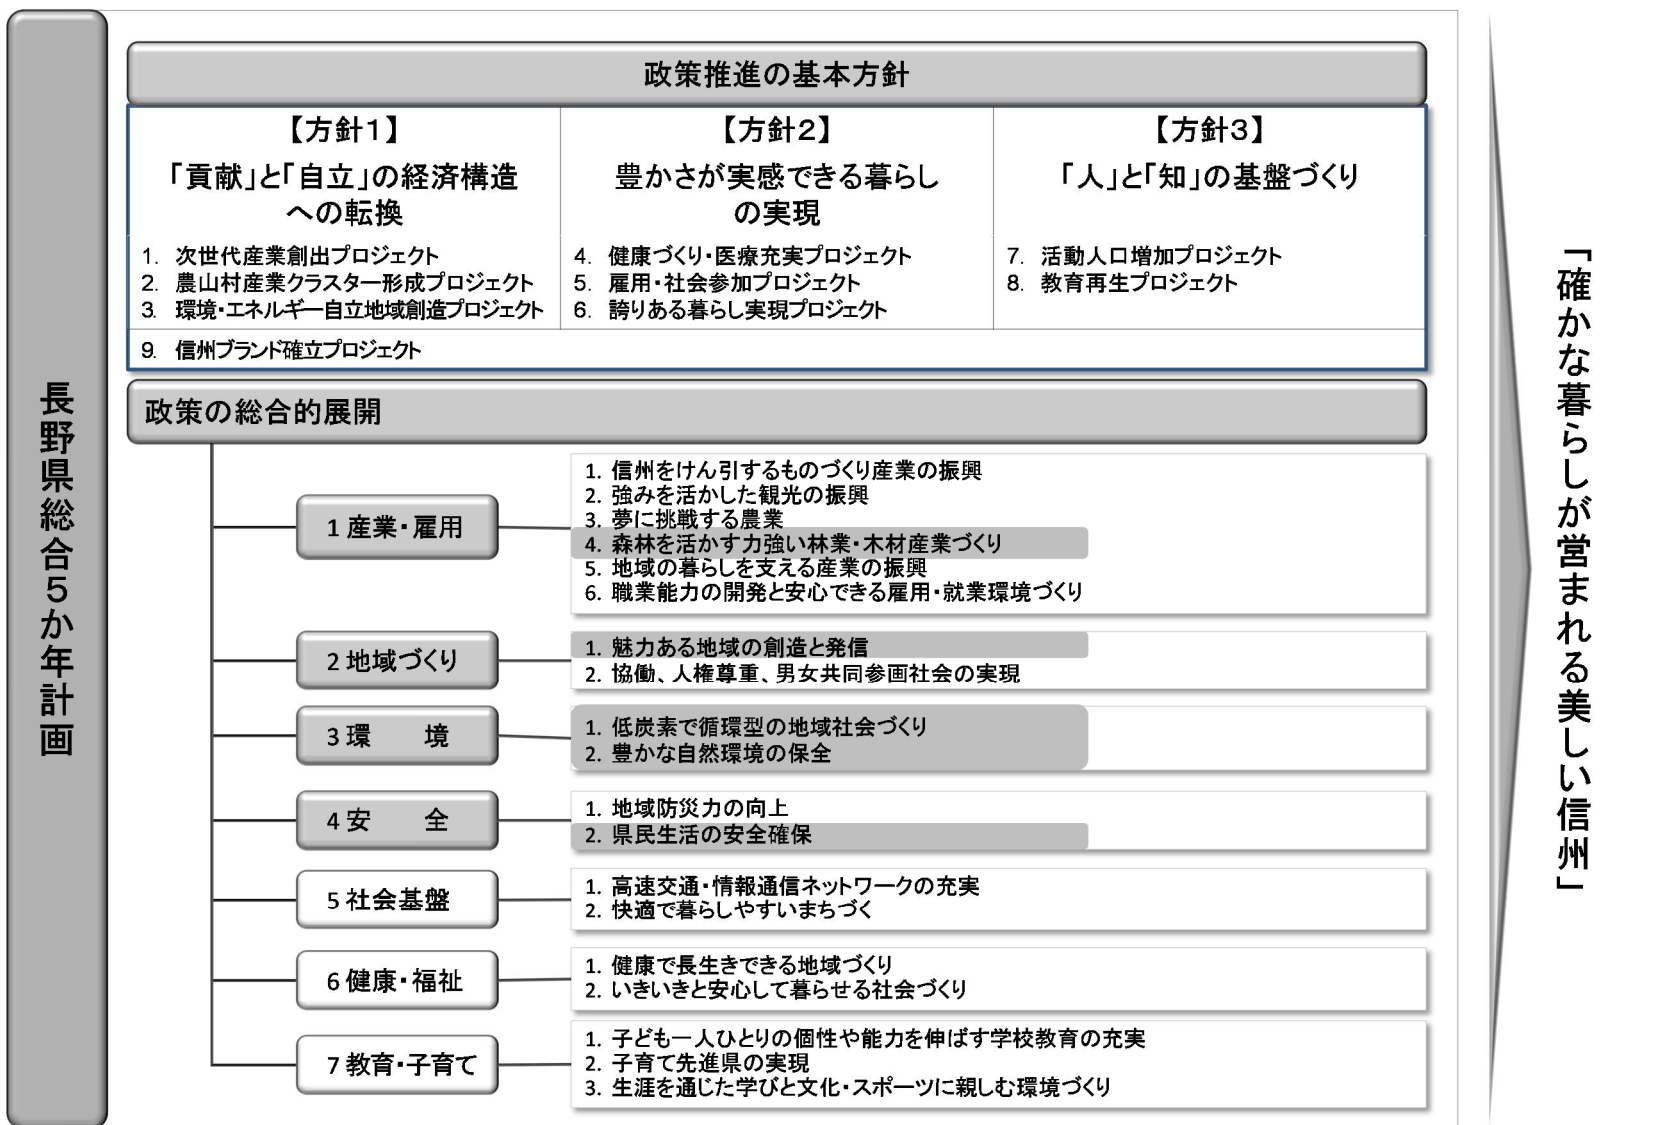 長野県総合5か年計画
政策推進の基本方針
【方針1】
「貢献」と「自立」の経済構造
への転換
1. 次世代産業創出プロジェクト
2. 農山村産業クラスター形成プロジェクト
3. 環境・エネルギー自立地域創造プロジェクト
【方針2】
豊かさが実感できる暮らし
の実現
4. 健康づくり・医療充実プロジェクト
5. 雇用・社会参加プロジェクト
6. 誇りある暮らし実現プロジェクト
【方針3】
「人」と「知」の基盤づくり
7. 活動人口増加プロジェクト
8. 教育再生プロジェクト
9. 信州ブランド確立プロジェクト
政策の総合的展開
1 産業・雇用
1. 信州をけん引するものづくり産業の振興
2. 強みを活かした観光の振興
3. 夢に挑戦する農業
4. 森林を活かす力強い林業・木材産業づくり
5. 地域の暮らしを支える産業の振興
6. 職業能力の開発と安心できる雇用・就業環境づくり
2 地域づくり
1. 魅力ある地域の創造と発信
2. 協働、人権尊重、男女共同参画社会の実現
3 環　境
1. 低炭素で循環型の地域社会づくり
2. 豊かな自然環境の保全
4 安　全
1. 地域防災力の向上
2. 県民生活の安全確保
5 社会基盤
1. 高速交通・情報通信ネットワークの充実
2. 快適で暮らしやすいまちづく
6 健康・福祉
1. 健康で長生きできる地域づくり
2. いきいきと安心して暮らせる社会づくり
7 教育・子育て
1. 子ども一人ひとりの個性や能力を伸ばす学校教育の充実
2. 子育て先進県の実現
3. 生涯を通じた学びと文化・スポーツに親しむ環境づくり
「確かな暮らしが営まれる美しい信州」